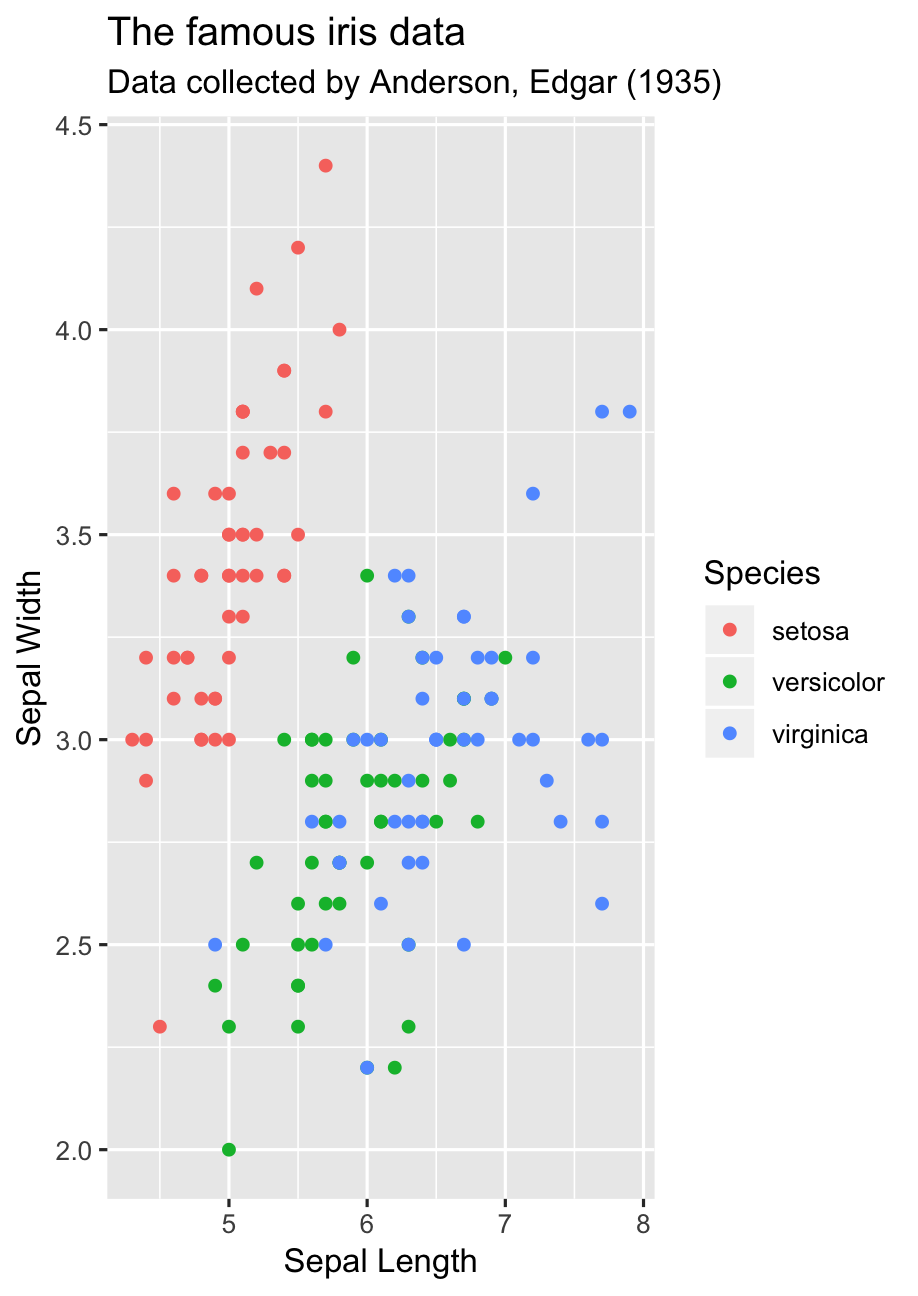 The famous iris data
Data collected by Anderson, Edgar (1935)
4.5
4.0
3.5
3.0
2.5
2.0
Sepal Width
5 6 7 8
Sepal Length
Species
setosa
versicolor
virginica